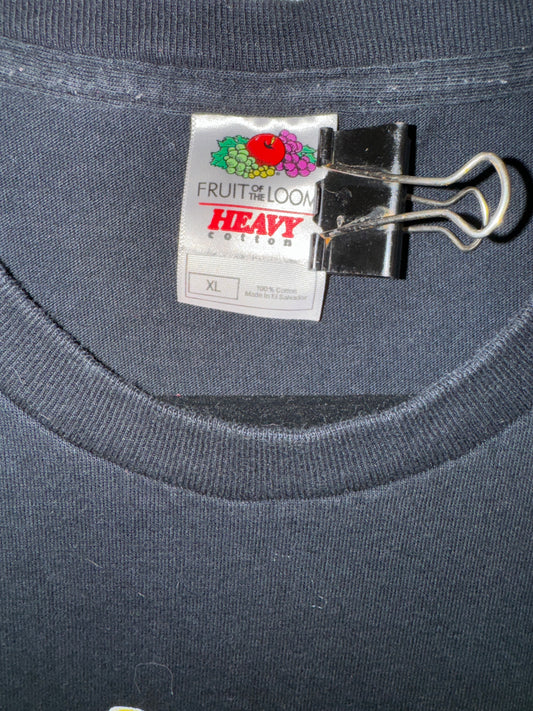 FRUIT OF THE LOOM
HEAVY
cotton
XL
100% Cotton
Made in El Salvador